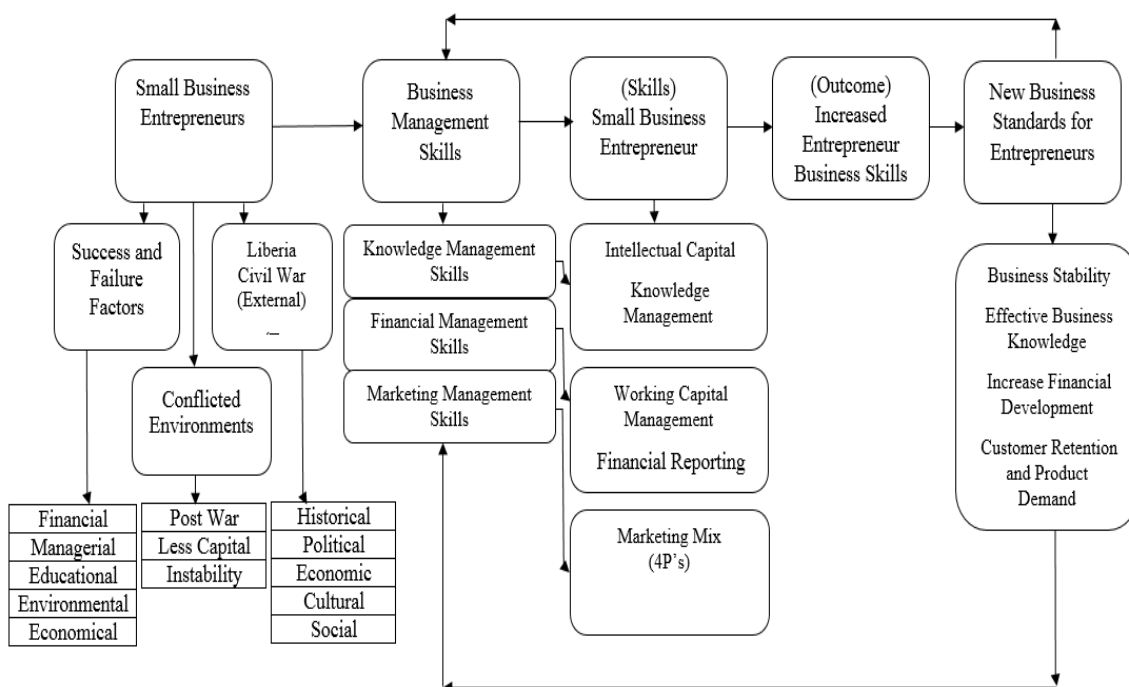 Small Business
Entrepreneurs
Business
Management
Skills
(Skills)
Small Business
Entrepreneur
(Outcome)
Increased
Entrepreneur
Business Skills
New Business
Standards for
Entrepreneurs
Success and
Failure
Factors
Liberia
Civil War
(External)
Conflicted
Environments
Financial
Managerial
Educational
Environmental
Economical
Post War
Less Capital
Instability
Historical
Political
Economic
Cultural
Social
Knowledge Management
Skills
Financial Management
Skills
Marketing Management
Skills
Intellectual Capital
Knowledge
Management
Working Capital
Management
Financial Reporting
Marketing Mix
(4P’s)
Business Stability
Effective Business
Knowledge
Increase Financial
Development
Customer Retention
and Product
Demand